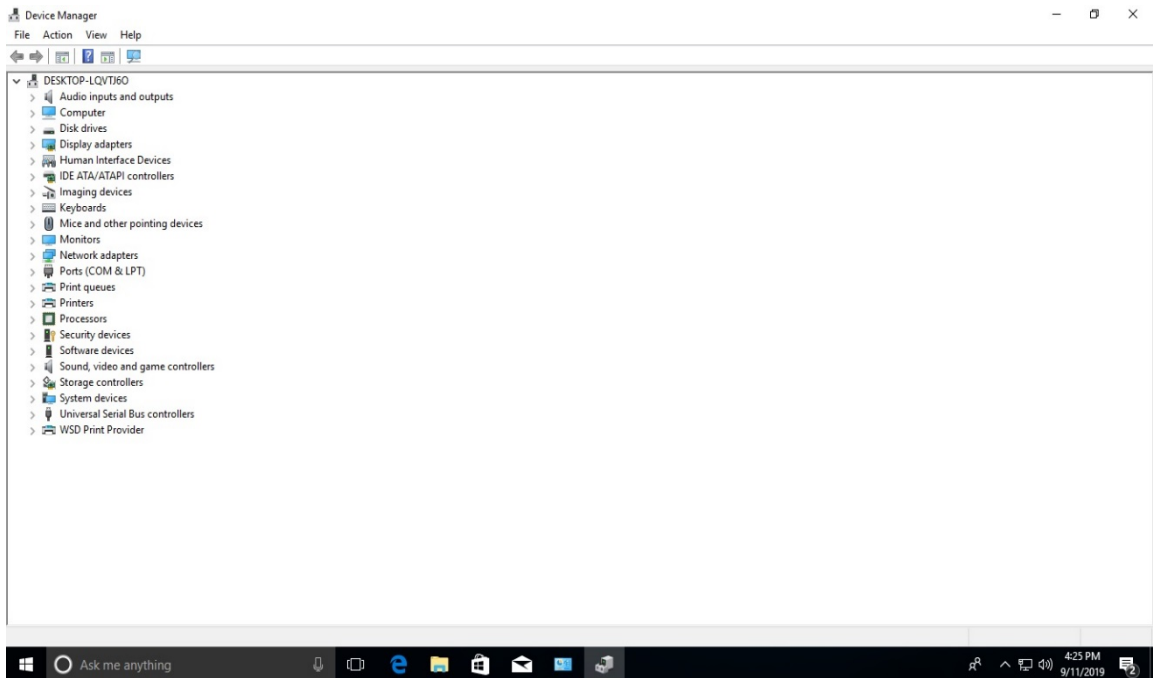 Device Manager
File Action View Help
DESKTOP-LQVTJ6O
Audio inputs and outputs
Computer
Disk drives
Display adapters
Human Interface Devices
IDE ATA/ATAPI controllers
Imaging devices
Keyboards
Mice and other pointing devices
Monitors
Network adapters
Ports (COM & LPT)
Print queues
Printers
Processors
Security devices
Software devices
Sound, video and game controllers
Storage controllers
System devices
Universal Serial Bus controllers
WSD Print Provider
Ask me anything
4:25 PM
9/11/2019
2